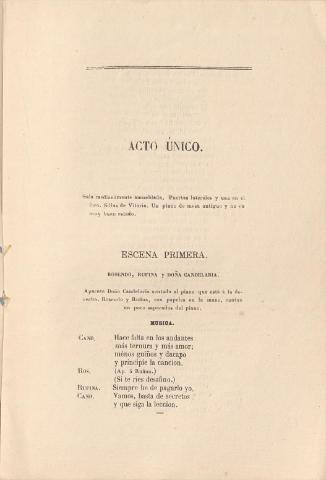 ACTO ÚNICO.
Sala medianamente amueblada. Puertas laterales y una en el
foro. Sillas de Vitoria. Un piano de mesa antiguo y no en
muy buen estado.
ESCENA PRIMERA.
ROSENDO, RUFINA y DOÑA CANDELARIA.
Aparece Doña Candelaria sentada al piano que está á la de-
recha. Rosendo y Rufina, con papeles en la mano, cantan
un poco separados del piano.
MUSICA.
CAND. Hace falta en los andantes
más ternura y más amor;
ménos guiños y dacapo
y principie la cancion.
ROS. (Ap. á Rufina.)
(Si te ries desafino.)
RUFINA. Siempre he de pagarlo yo.
CAND. Vamos, basta de secretos
y que siga la leccion.